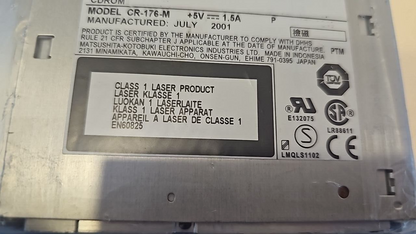 CDROM
MODEL CR-176-M +5V⎓ 1.5A P
MANUFACTURED JULY 2001
PRODUCT IS CERTIFIED BY THE MANUFACTURER TO COMPLY WITH DHHS
RULE 21 CFR SUBCHAPTER J APPLICABLE AT THE DATE OF MANUFACTURE. PTM
MATSUSHITA-KOTOBUKI ELECTRONICS INDUSTRIES LTD. MADE IN INDONESIA
2131 MINAMIKATA, KAWAUCHI-CHO, ONSEN-GUN, EHIME 791-0395 JAPAN
CLASS 1 LASER PRODUCT
LASER KLASSE 1
LUOKAN 1 LASERLAITE
KLASS 1 LASER APPARAT
APPAREIL A LASER DE CLASSE 1
EN60825
TUV
E132075
LR88611
LMQLS1102